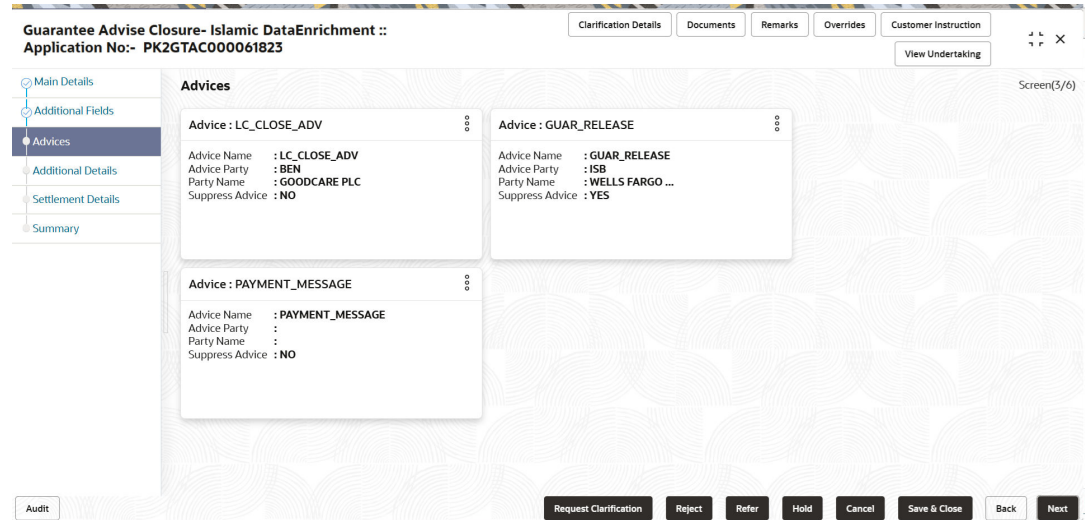 Guarantee Advise Closure- Islamic DataEnrichment ::
Application No:- PK2GTAC000061823
Clarification Details
Documents
Remarks
Overrides
Customer Instruction
View Undertaking
Main Details
Additional Fields
Advices
Additional Details
Settlement Details
Summary
Advices
Screen(3/6)
Advice : LC_CLOSE_ADV
Advice Name : LC_CLOSE_ADV
Advice Party : BEN
Party Name : GOODCARE PLC
Suppress Advice : NO
Advice : GUAR_RELEASE
Advice Name : GUAR_RELEASE
Advice Party : ISB
Party Name : WELLS FARGO ...
Suppress Advice : YES
Advice : PAYMENT_MESSAGE
Advice Name : PAYMENT_MESSAGE
Advice Party :
Party Name :
Suppress Advice : NO
Audit
Request Clarification
Reject
Refer
Hold
Cancel
Save & Close
Back
Next